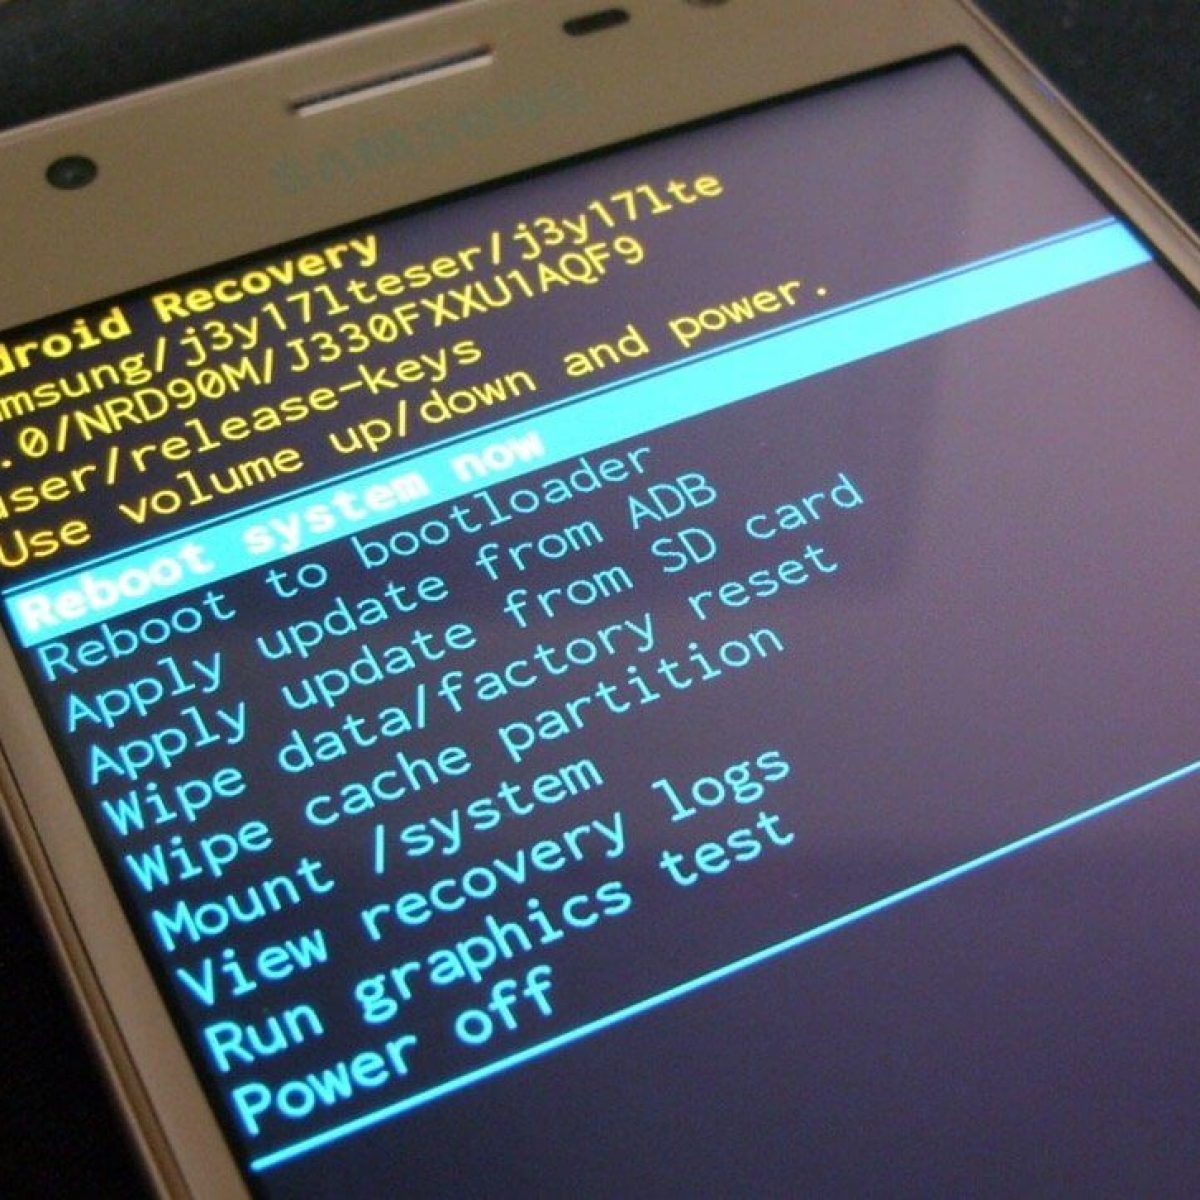 SAMSUNG
droid Recovery
msung/j3y17lteser/j3y17lte
.0/NRD90M/J330FXXU1AQF9
user/release-keys
Use volume up/down and power.
Reboot system now
Reboot to bootloader
Apply update from ADB
Apply update from SD card
Wipe data/factory reset
Wipe cache partition
Mount /system
View recovery logs
Run graphics test
Power off